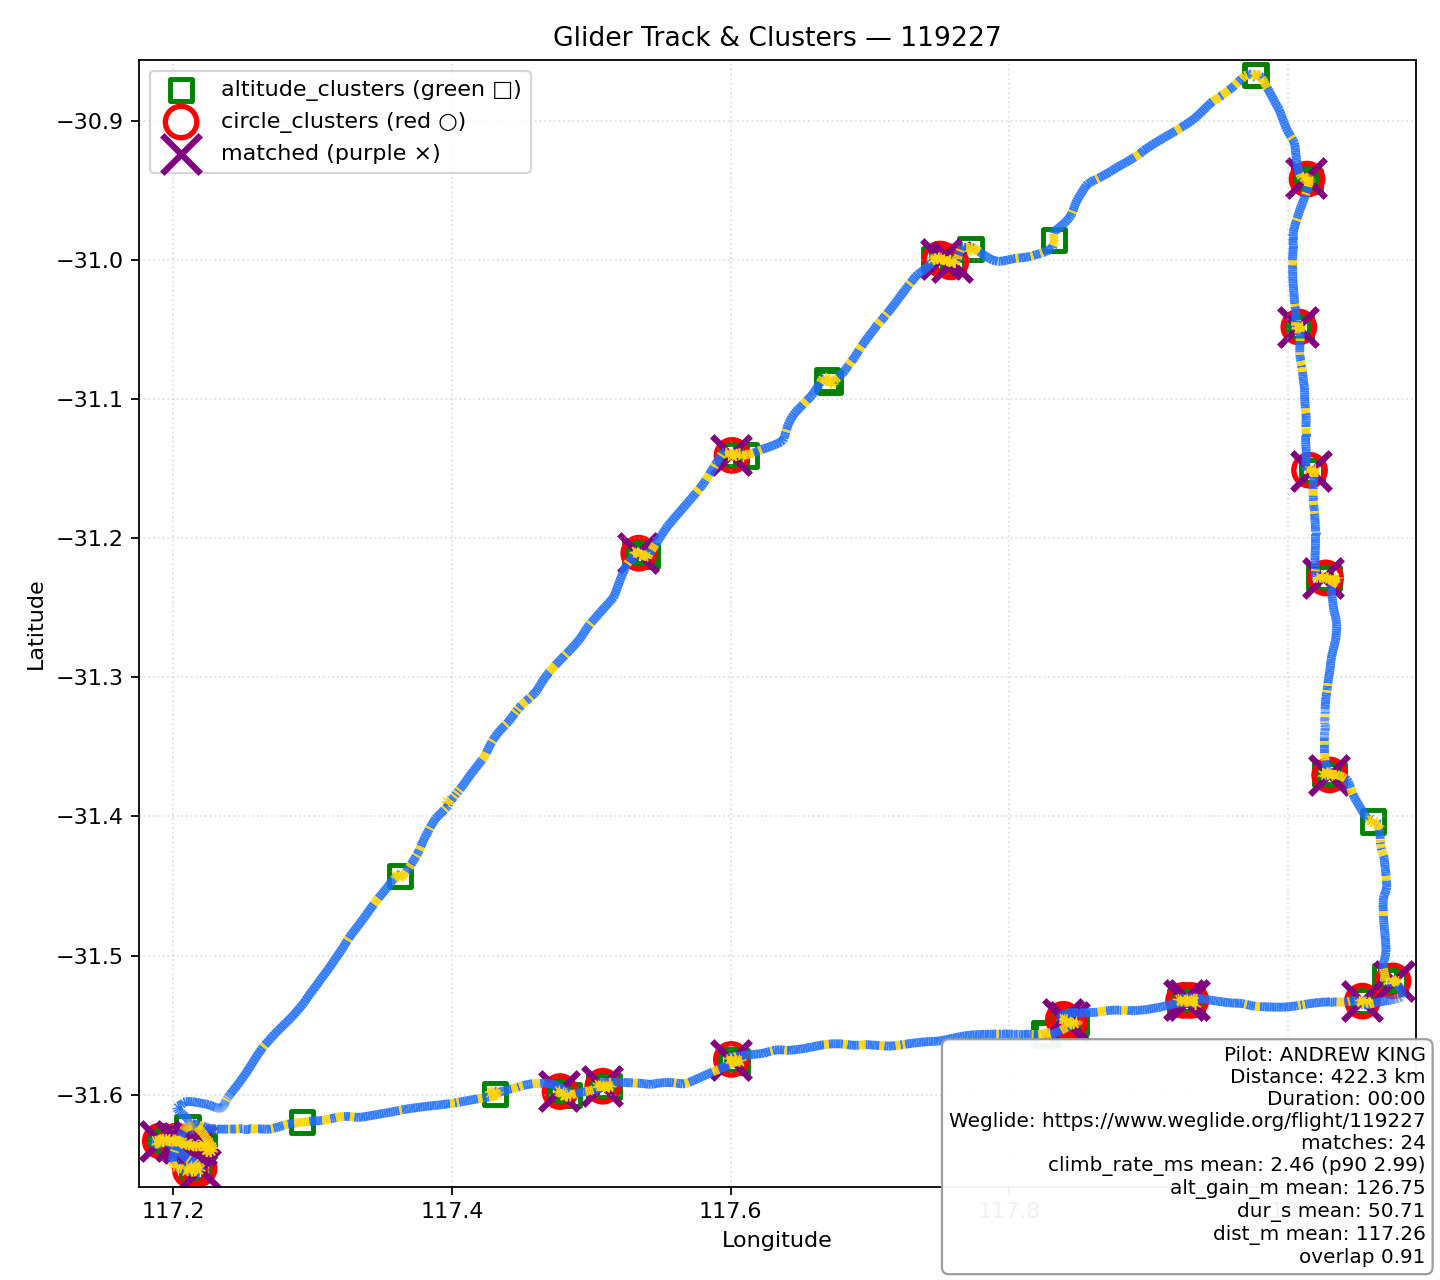 Glider Track & Clusters — 119227
altitude_clusters (green □)
circle_clusters (red ○)
matched (purple ×)
Latitude
−30.9
−31.0
−31.1
−31.2
−31.3
−31.4
−31.5
−31.6
117.2
117.4
117.6
117.8
Longitude
Pilot: ANDREW KING
Distance: 422.3 km
Duration: 00:00
Weglide: https://www.weglide.org/flight/119227
matches: 24
climb_rate_ms mean: 2.46 (p90 2.99)
alt_gain_m mean: 126.75
dur_s mean: 50.71
dist_m mean: 117.26
overlap 0.91